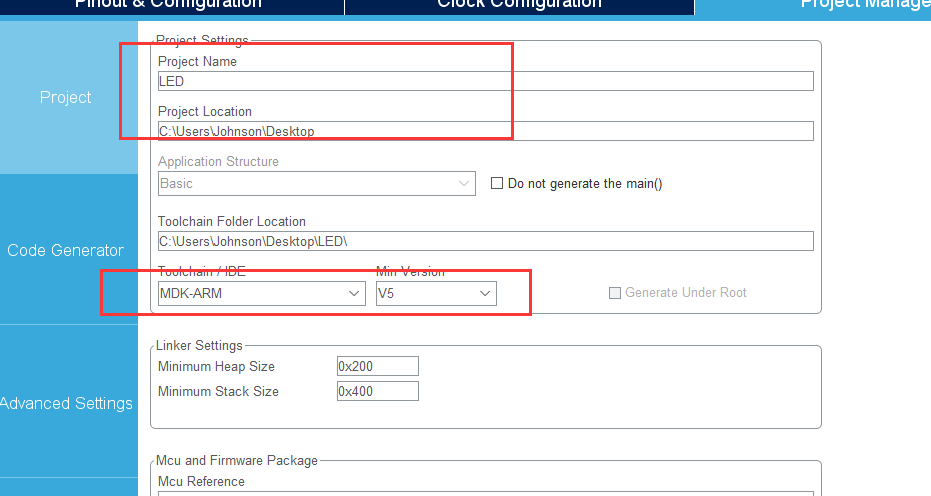 Pinout & Configuration
Clock Configuration
Project Manage
Project
Code Generator
Advanced Settings
Project Settings
Project Name
LED
Project Location
C:\Users\Johnson\Desktop
Application Structure
Basic
Do not generate the main()
Toolchain Folder Location
C:\Users\Johnson\Desktop\LED\
Toolchain / IDE
Min Version
MDK-ARM
V5
Generate Under Root
Linker Settings
Minimum Heap Size
0x200
Minimum Stack Size
0x400
Mcu and Firmware Package
Mcu Reference